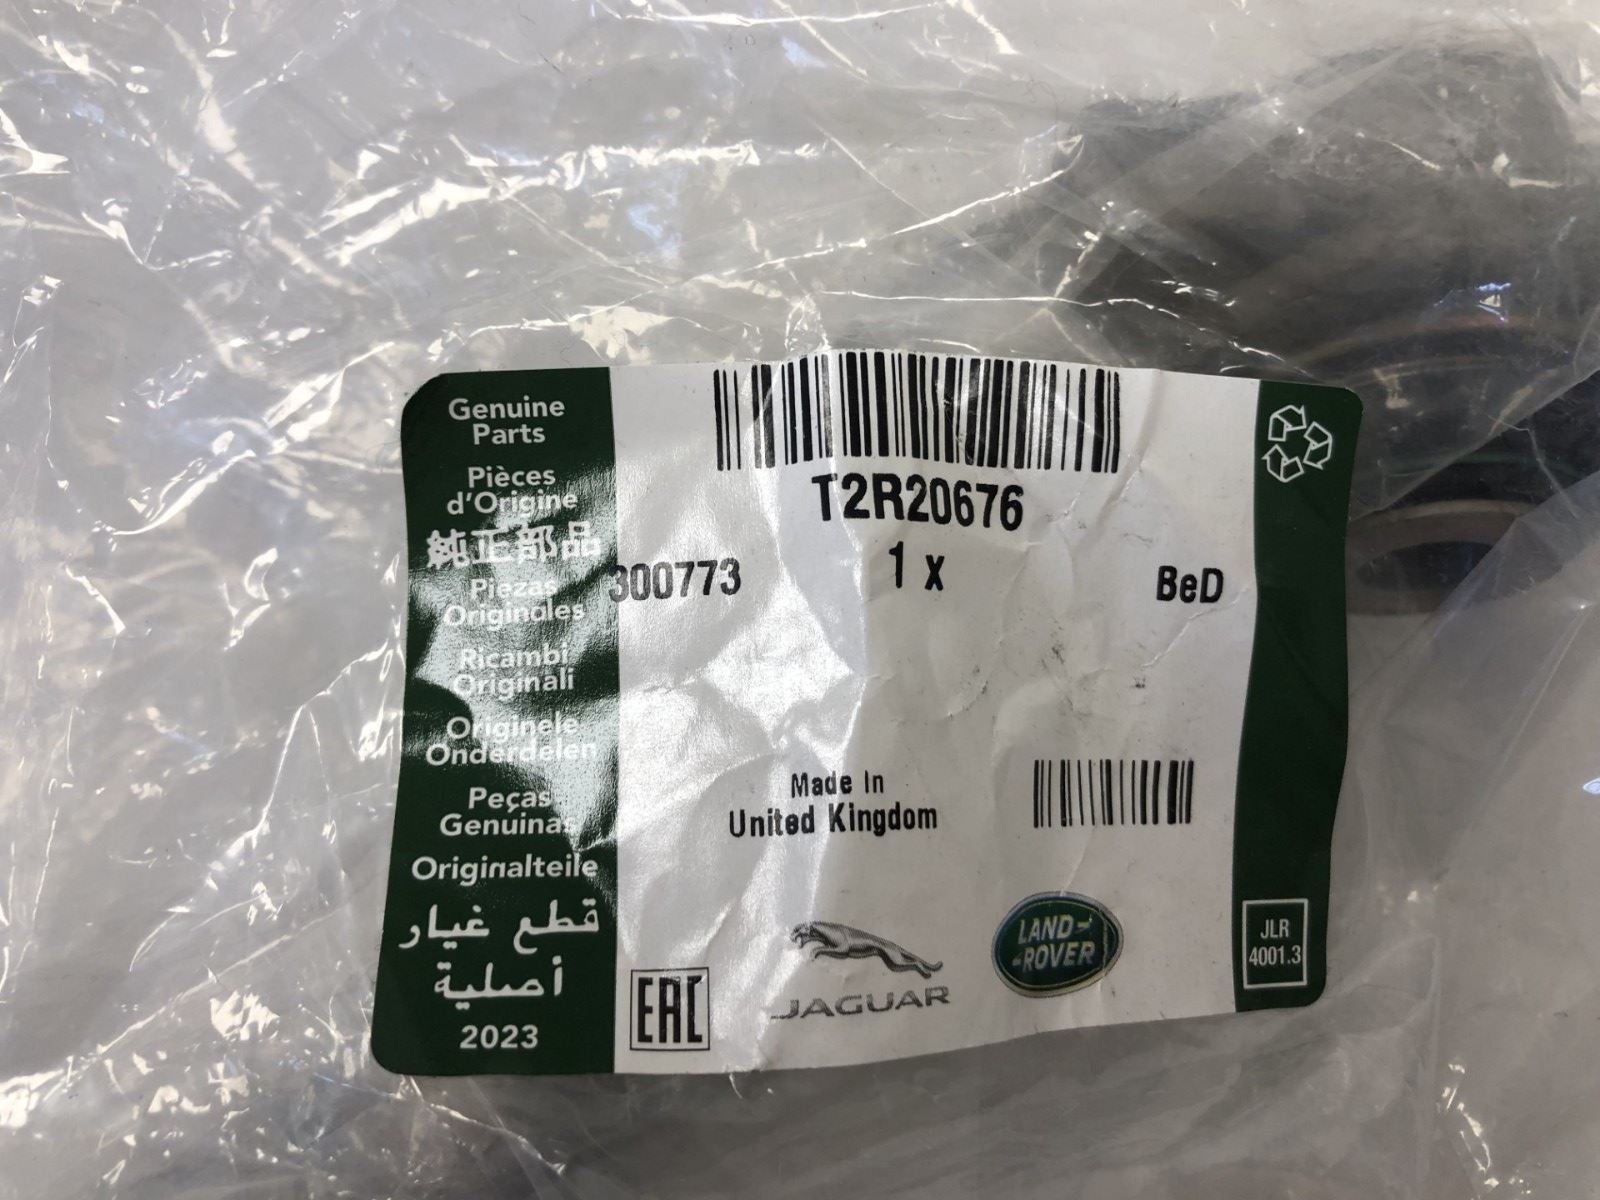 Genuine
Parts
Pièces
d'Origine
純正部品
Piezas
Originales
Ricambi
Originali
Originele
Onderdelen
Peças
Genuinas
Originalteile
قطع غيار
أصلية
2023
T2R20676
300773 1 x BeD
Made In
United Kingdom
EAC
JAGUAR
LAND-
-ROVER
JLR
4001.3